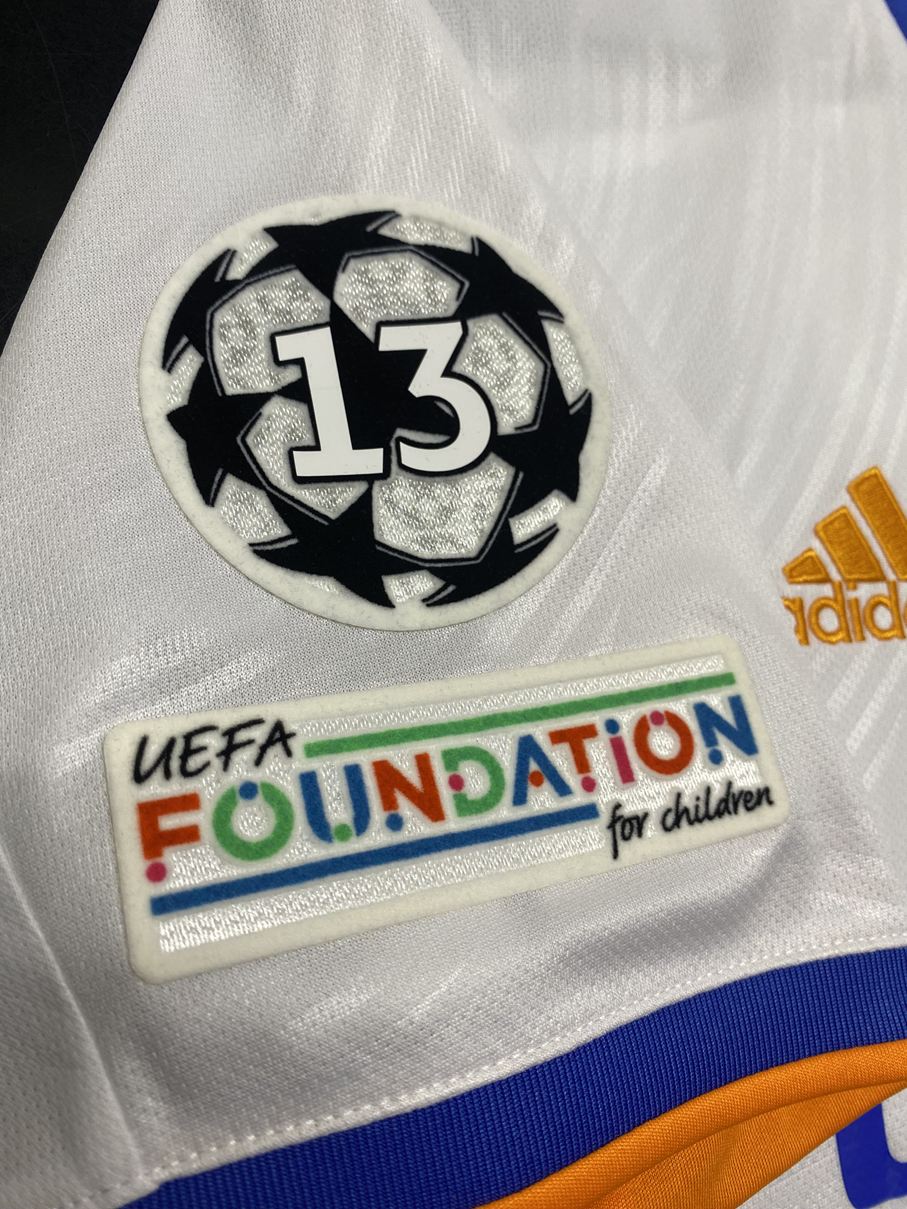 13
adidas
UEFA
FOUNDATION
for children